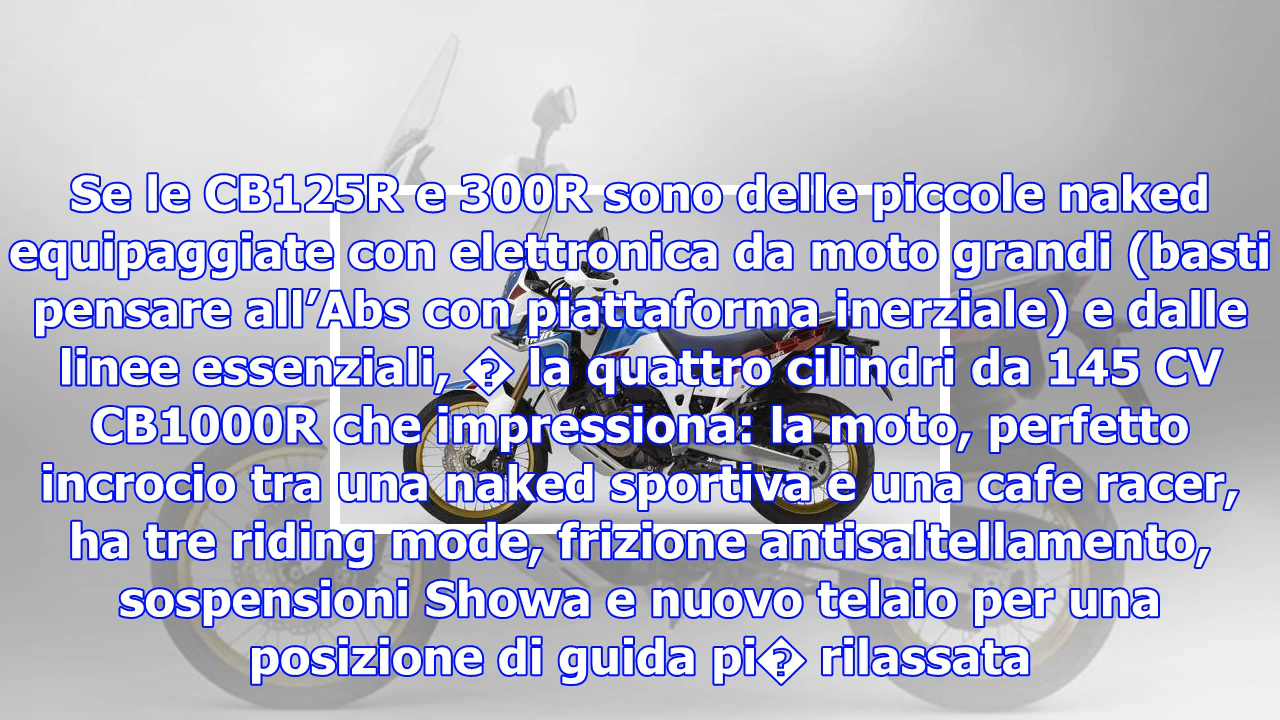 Se le CB125R e 300R sono delle piccole naked
equipaggiate con elettronica da moto grandi (basti
pensare all’Abs con piattaforma inerziale) e dalle
linee essenziali, � la quattro cilindri da 145 CV
CB1000R che impressiona: la moto, perfetto
incrocio tra una naked sportiva e una cafe racer,
ha tre riding mode, frizione antisaltellamento,
sospensioni Showa e nuovo telaio per una
posizione di guida pi� rilassata